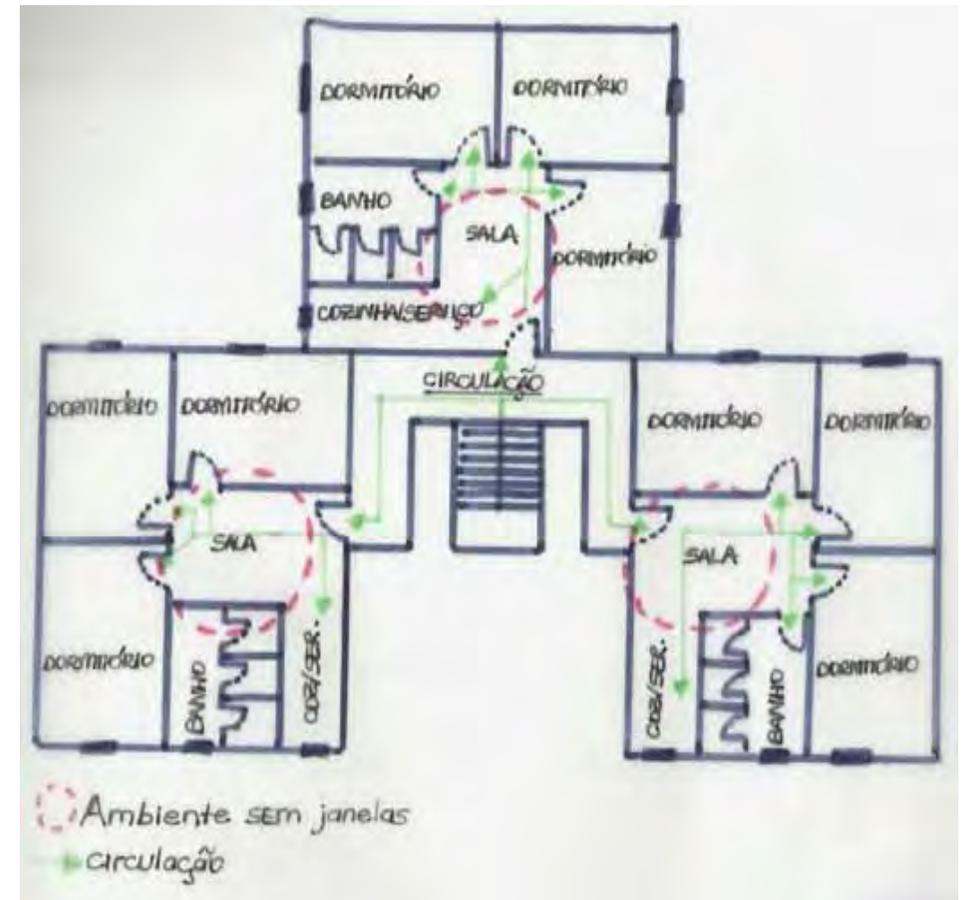 DORMITÓRIO
DORMITÓRIO
BANHO
SALA
DORMITÓRIO
COZINHA/SERVIÇO
CIRCULAÇÃO
DORMITÓRIO
DORMITÓRIO
DORMITÓRIO
DORMITÓRIO
SALA
SALA
DORMITÓRIO
BANHO
COZ/SER.
COZ/SER.
BANHO
DORMITÓRIO
Ambiente sem janelas
circulação